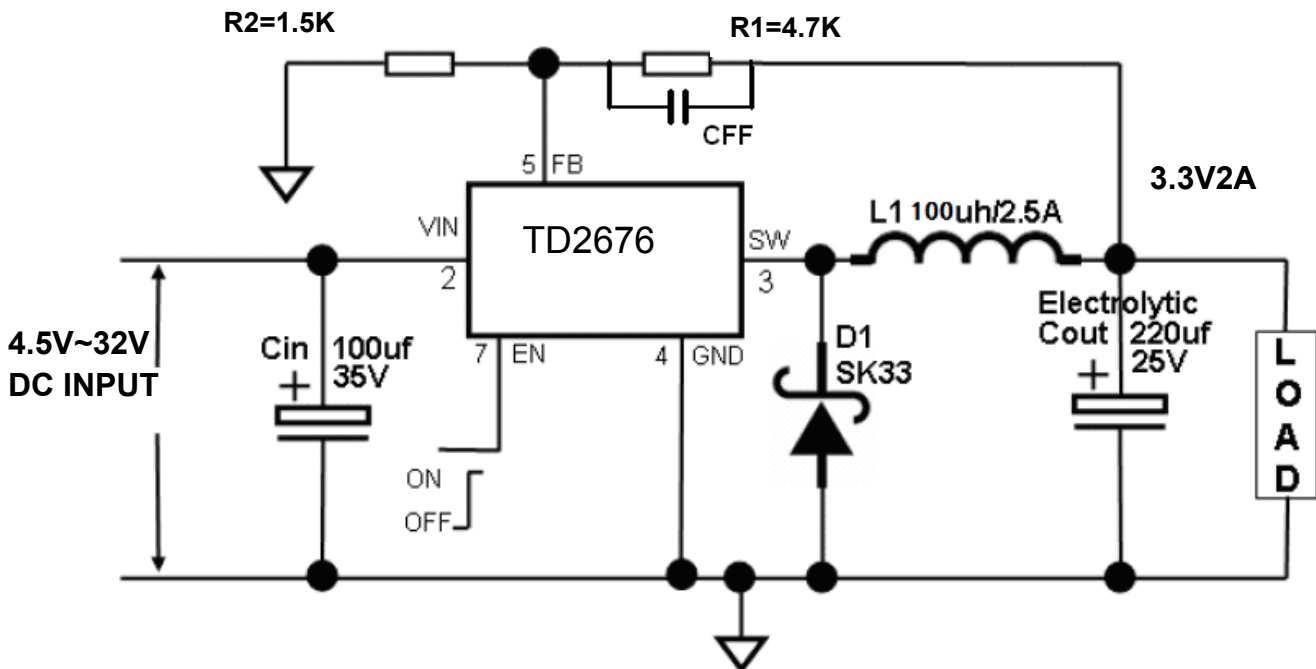 R2=1.5K
R1=4.7K
CFF
5 FB
3.3V2A
L1 100uh/2.5A
VIN
TD2676
SW
2
3
4.5V~32V
DC INPUT
Cin 100uf
35V
7 EN
4 GND
D1
SK33
Electrolytic
Cout 220uf
25V
ON
OFF
L
O
A
D